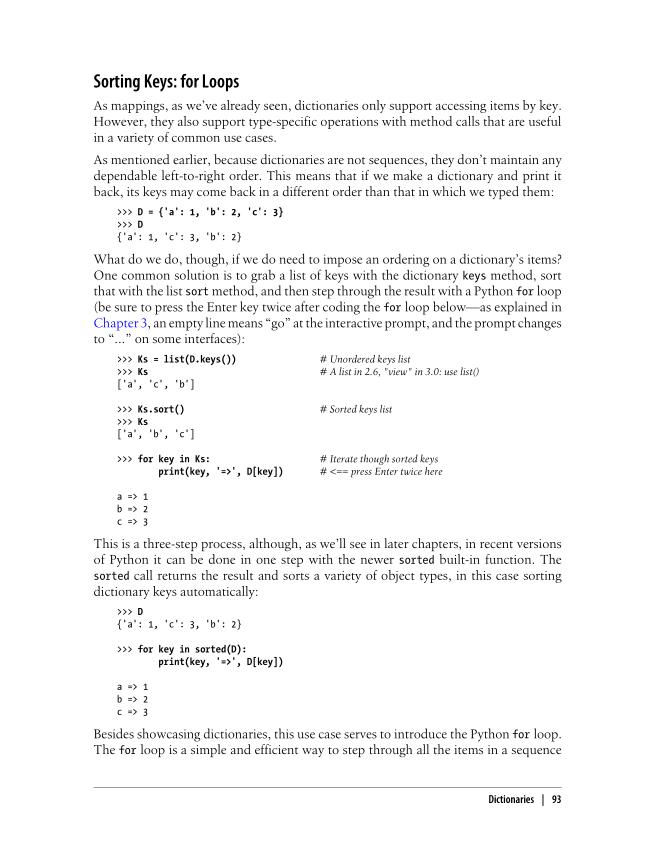 Sorting Keys: for Loops
As mappings, as we’ve already seen, dictionaries only support accessing items by key.
However, they also support type-specific operations with method calls that are useful
in a variety of common use cases.
As mentioned earlier, because dictionaries are not sequences, they don’t maintain any
dependable left-to-right order. This means that if we make a dictionary and print it
back, its keys may come back in a different order than that in which we typed them:
>>> D = {'a': 1, 'b': 2, 'c': 3}
>>> D
{'a': 1, 'c': 3, 'b': 2}
What do we do, though, if we do need to impose an ordering on a dictionary’s items?
One common solution is to grab a list of keys with the dictionary keys method, sort
that with the list sort method, and then step through the result with a Python for loop
(be sure to press the Enter key twice after coding the for loop below—as explained in
Chapter 3, an empty line means “go” at the interactive prompt, and the prompt changes
to “...” on some interfaces):
>>> Ks = list(D.keys()) # Unordered keys list
>>> Ks # A list in 2.6, "view" in 3.0: use list()
['a', 'c', 'b']
>>> Ks.sort() # Sorted keys list
>>> Ks
['a', 'b', 'c']
>>> for key in Ks: # Iterate though sorted keys
print(key, '=>', D[key]) # <== press Enter twice here
a => 1
b => 2
c => 3
This is a three-step process, although, as we’ll see in later chapters, in recent versions
of Python it can be done in one step with the newer sorted built-in function. The
sorted call returns the result and sorts a variety of object types, in this case sorting
dictionary keys automatically:
>>> D
{'a': 1, 'c': 3, 'b': 2}
>>> for key in sorted(D):
print(key, '=>', D[key])
a => 1
b => 2
c => 3
Besides showcasing dictionaries, this use case serves to introduce the Python for loop.
The for loop is a simple and efficient way to step through all the items in a sequence
Dictionaries | 93